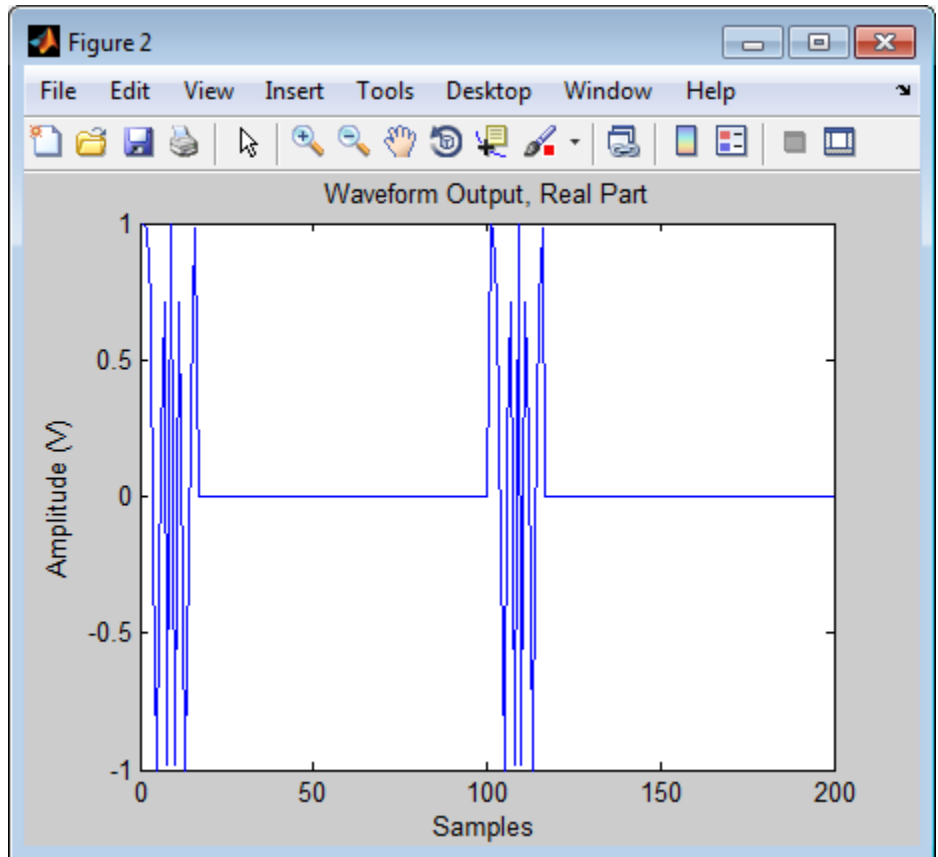 Figure 2
File Edit View Insert Tools Desktop Window Help
Waveform Output, Real Part
1
0.5
0
-0.5
-1
Amplitude (V)
0 50 100 150 200
Samples